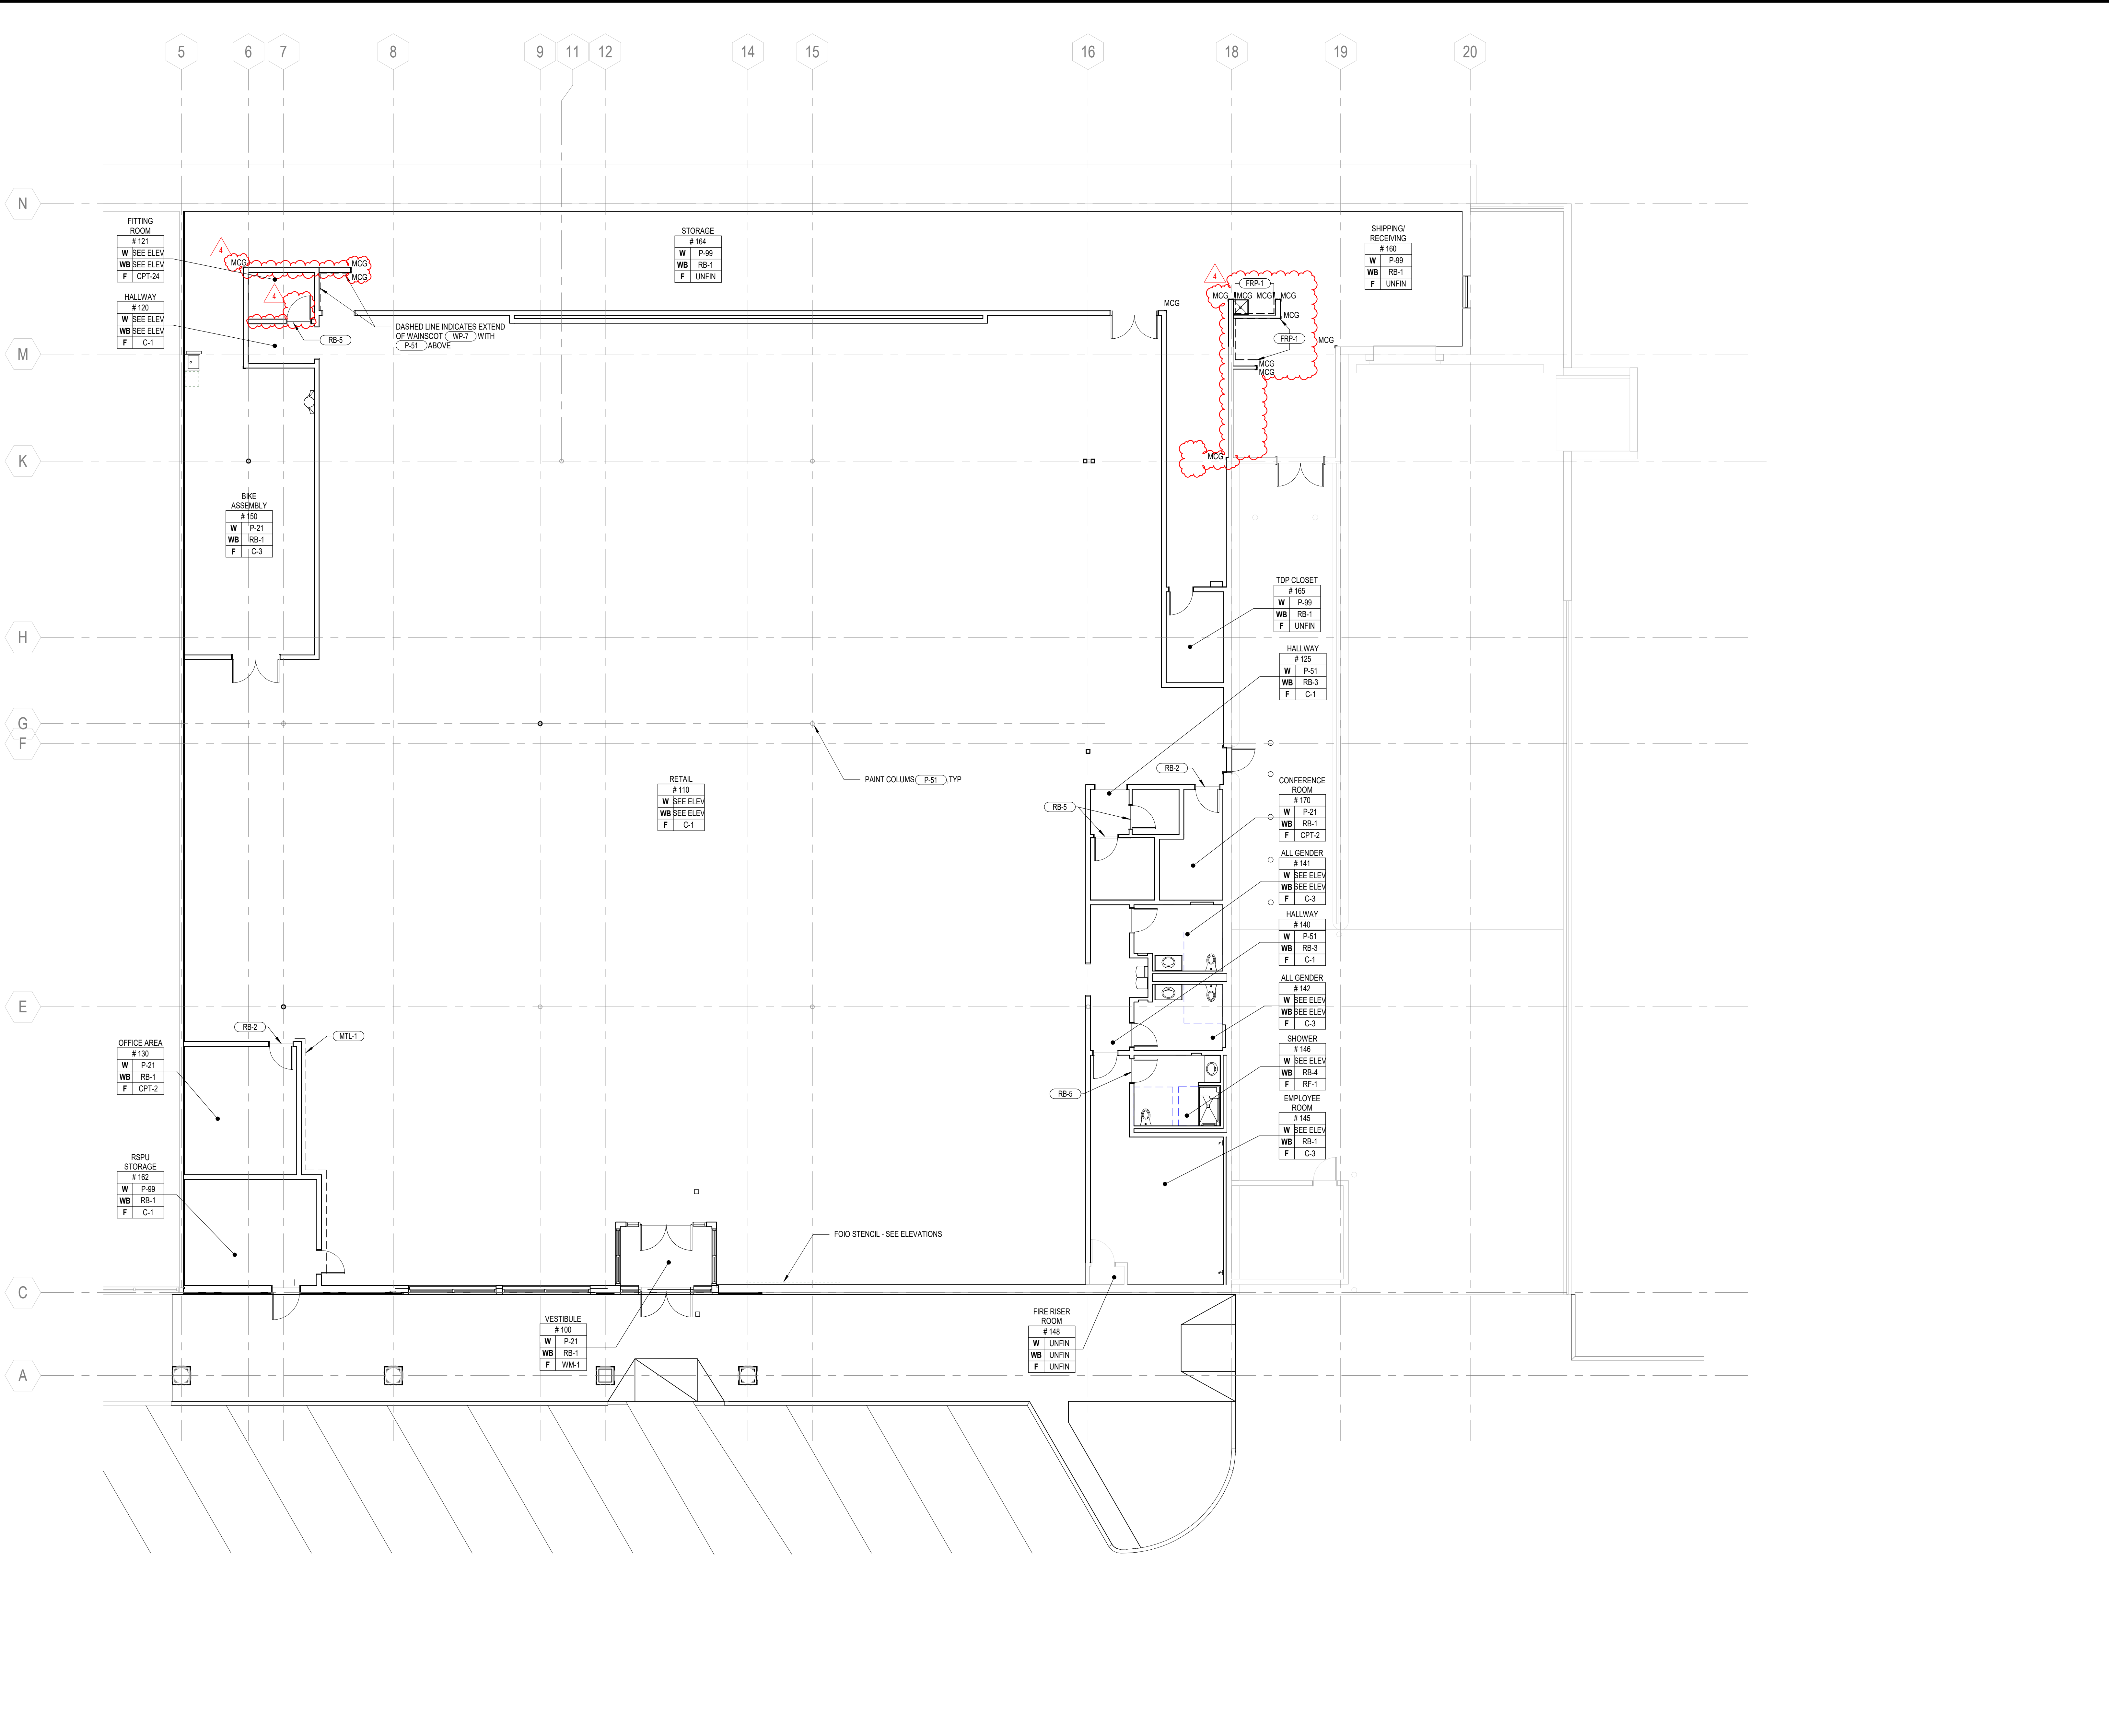 5 6 7 8 9 11 12 14 15 16 18 19 20
N
M
K
H
G
F
E
C
A
FITTING
ROOM
# 121
W SEE ELEV
WB SEE ELEV
F CPT-24
HALLWAY
# 120
W SEE ELEV
WB SEE ELEV
F C-1
4
MCG
MCG
MCG
4
RB-5
DASHED LINE INDICATES EXTEND
OF WAINSCOT WP-7 WITH
P-51 ABOVE
STORAGE
# 164
W P-99
WB RB-1
F UNFIN
SHIPPING/
RECEIVING
# 160
W P-99
WB RB-1
F UNFIN
MCG
4
FRP-1
MCG MCG MCG MCG
MCG
FRP-1
MCG
MCG
MCG
MCG
BIKE
ASSEMBLY
# 150
W P-21
WB RB-1
F C-3
TDP CLOSET
# 165
W P-99
WB RB-1
F UNFIN
HALLWAY
# 125
W P-51
WB RB-3
F C-1
RETAIL
# 110
W SEE ELEV
WB SEE ELEV
F C-1
PAINT COLUMS P-51 ,TYP
RB-2
RB-5
CONFERENCE
ROOM
# 170
W P-21
WB RB-1
F CPT-2
ALL GENDER
# 141
W SEE ELEV
WB SEE ELEV
F C-3
HALLWAY
# 140
W P-51
WB RB-3
F C-1
ALL GENDER
# 142
W SEE ELEV
WB SEE ELEV
F C-3
SHOWER
# 146
W SEE ELEV
WB RB-4
F RF-1
RB-5
EMPLOYEE
ROOM
# 145
W SEE ELEV
WB RB-1
F C-3
RB-2
MTL-1
OFFICE AREA
# 130
W P-21
WB RB-1
F CPT-2
RSPU
STORAGE
# 162
W P-99
WB RB-1
F C-1
FOIO STENCIL - SEE ELEVATIONS
VESTIBULE
# 100
W P-21
WB RB-1
F WM-1
FIRE RISER
ROOM
# 148
W UNFIN
WB UNFIN
F UNFIN